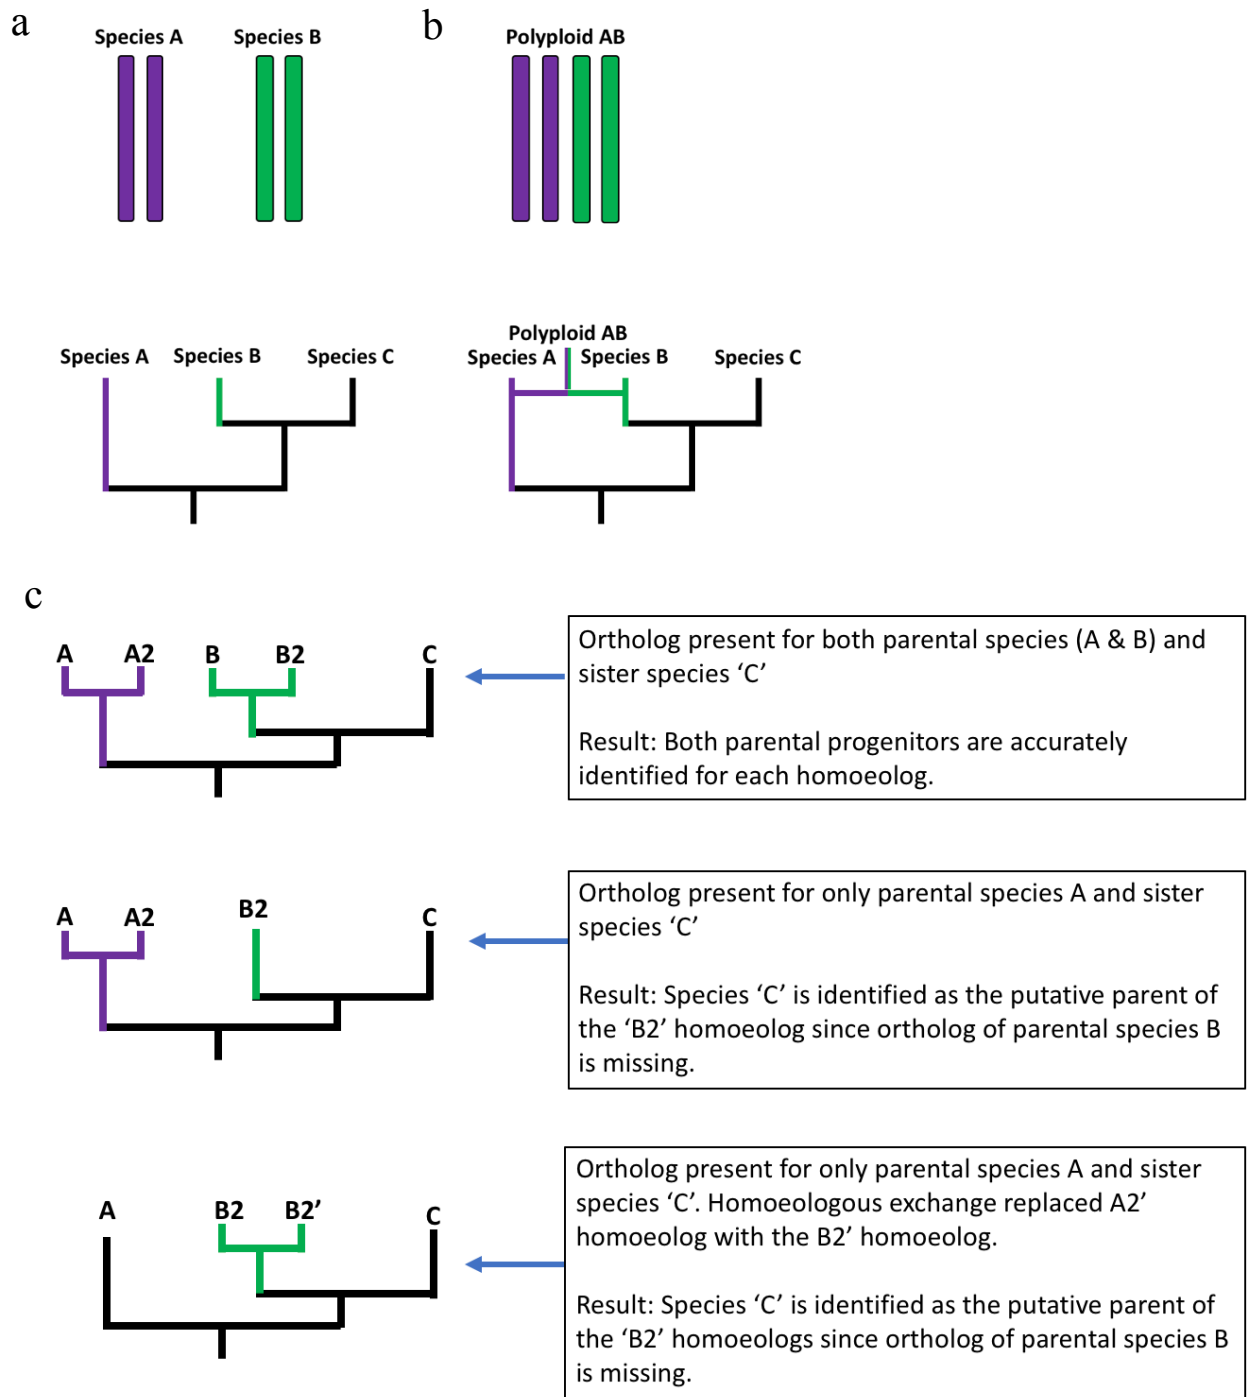 a
Species A
Species B
b
Polyploid AB
Species A
Species B
Species C
Polyploid AB
Species A
Species B
Species C
c
A
A2
B
B2
C
Ortholog present for both parental species (A & B) and
sister species ‘C’
Result: Both parental progenitors are accurately
identified for each homoeolog.
A
A2
B2
C
Ortholog present for only parental species A and sister
species ‘C’
Result: Species ‘C’ is identified as the putative parent of
the ‘B2’ homoeolog since ortholog of parental species B
is missing.
A
B2
B2’
C
Ortholog present for only parental species A and sister
species ‘C’. Homoeologous exchange replaced A2’
homoeolog with the B2’ homoeolog.
Result: Species ‘C’ is identified as the putative parent of
the ‘B2’ homoeologs since ortholog of parental species B
is missing.